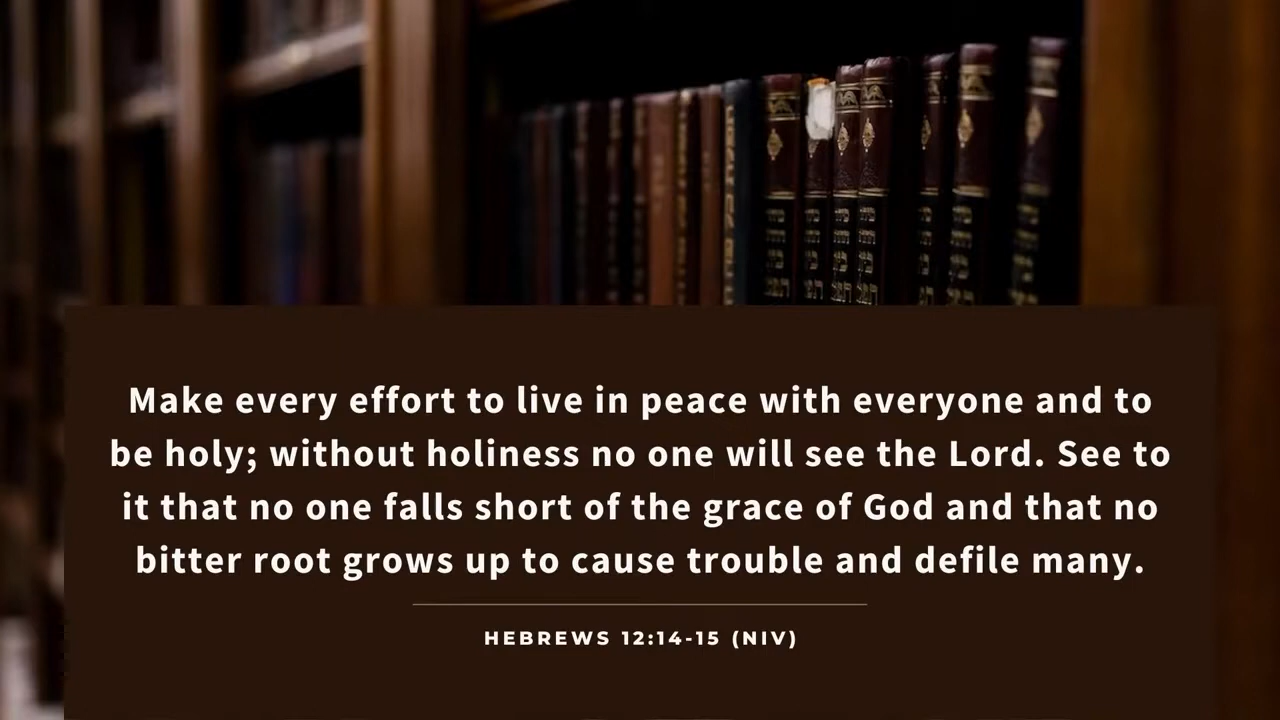 Make every effort to live in peace with everyone and to
be holy; without holiness no one will see the Lord. See to
it that no one falls short of the grace of God and that no
bitter root grows up to cause trouble and defile many.
HEBREWS 12:14-15 (NIV)